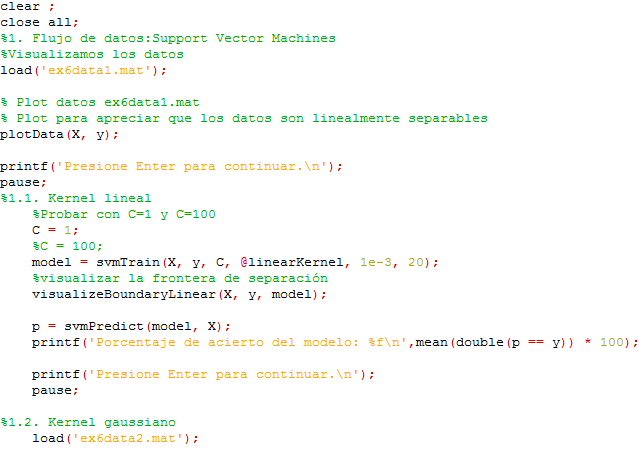 clear ;
close all;
%1. Flujo de datos:Support Vector Machines
%Visualizamos los datos
load('ex6data1.mat');

% Plot datos ex6data1.mat
% Plot para apreciar que los datos son linealmente separables
plotData(X, y);

printf('Presione Enter para continuar.\n');
pause;
%1.1. Kernel lineal
    %Probar con C=1 y C=100
    C = 1;
    %C = 100;
    model = svmTrain(X, y, C, @linearKernel, 1e-3, 20);
    %visualizar la frontera de separación
    visualizeBoundaryLinear(X, y, model);

    p = svmPredict(model, X);
    printf('Porcentaje de acierto del modelo: %f\n',mean(double(p == y)) * 100);

    printf('Presione Enter para continuar.\n');
    pause;

%1.2. Kernel gaussiano
    load('ex6data2.mat');